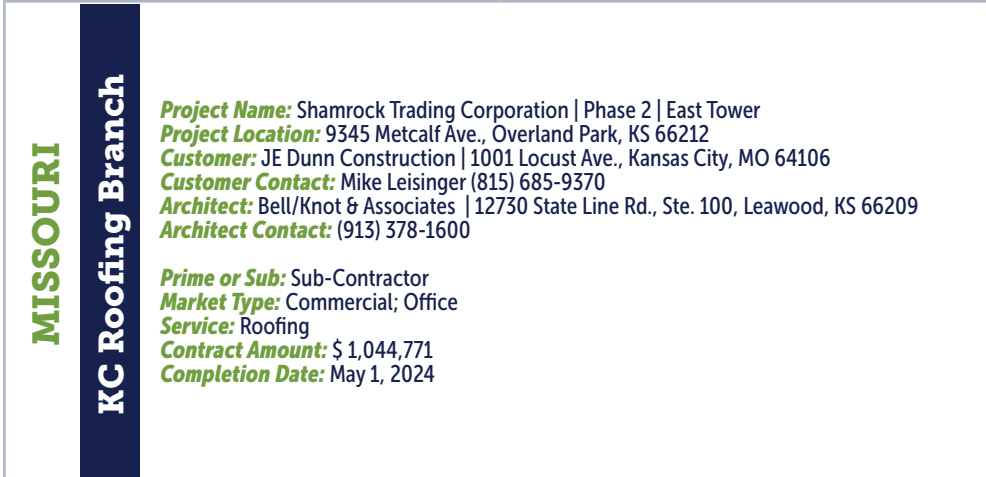 MISSOURI
KC Roofing Branch
Project Name: Shamrock Trading Corporation | Phase 2 | East Tower
Project Location: 9345 Metcalf Ave., Overland Park, KS 66212
Customer: JE Dunn Construction | 1001 Locust Ave., Kansas City, MO 64106
Customer Contact: Mike Leisinger (815) 685-9370
Architect: Bell/Knot & Associates | 12730 State Line Rd., Ste. 100, Leawood, KS 66209
Architect Contact: (913) 378-1600
Prime or Sub: Sub-Contractor
Market Type: Commercial; Office
Service: Roofing
Contract Amount: $ 1,044,771
Completion Date: May 1, 2024